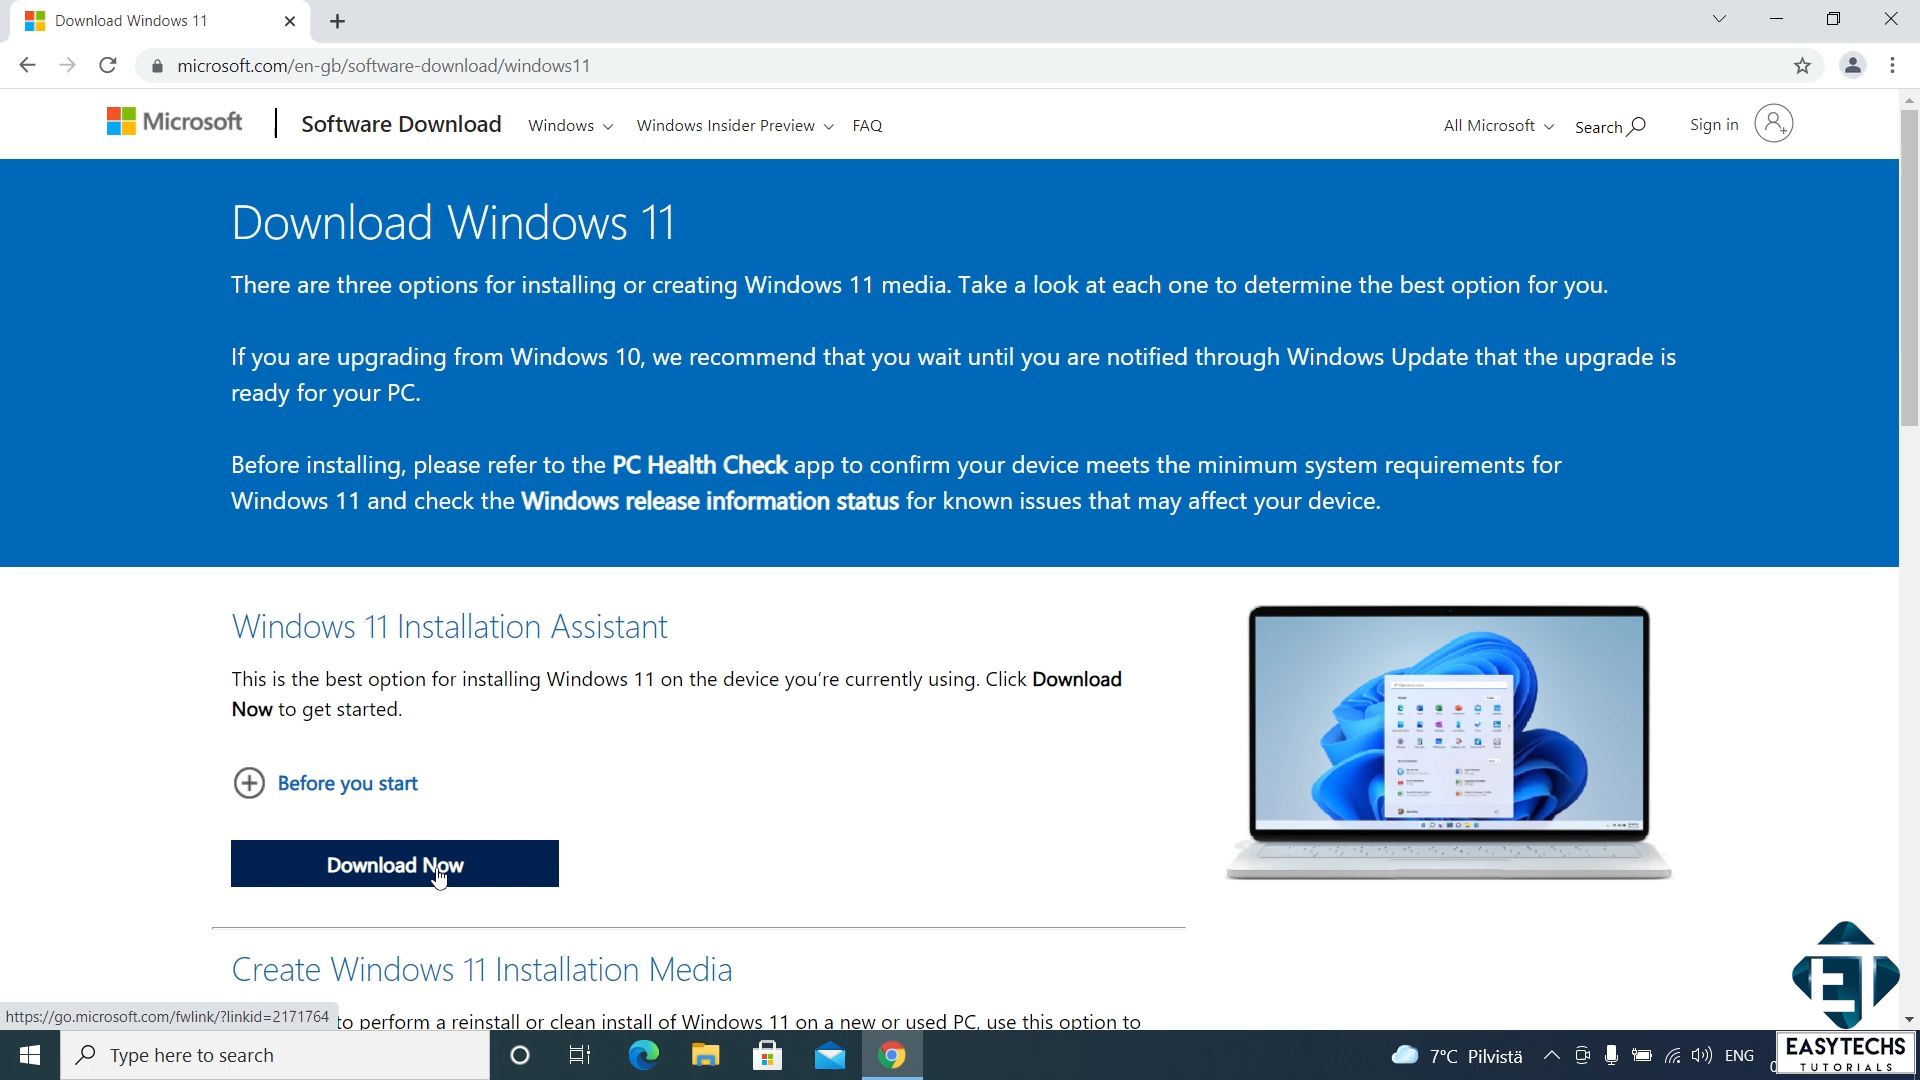 Download Windows 11
microsoft.com/en-gb/software-download/windows11
Microsoft
Software Download
Windows
Windows Insider Preview
FAQ
All Microsoft
Search
Sign in
Download Windows 11
There are three options for installing or creating Windows 11 media. Take a look at each one to determine the best option for you.
If you are upgrading from Windows 10, we recommend that you wait until you are notified through Windows Update that the upgrade is
ready for your PC.
Before installing, please refer to the PC Health Check app to confirm your device meets the minimum system requirements for
Windows 11 and check the Windows release information status for known issues that may affect your device.
Windows 11 Installation Assistant
This is the best option for installing Windows 11 on the device you're currently using. Click Download
Now to get started.
Before you start
Download Now
Create Windows 11 Installation Media
to perform a reinstall or clean install of Windows 11 on a new or used PC, use this option to
https://go.microsoft.com/fwlink/?linkid=2171764
Type here to search
7°C Pilvistä
ENG
ET
EASYTECHS
TUTORIALS